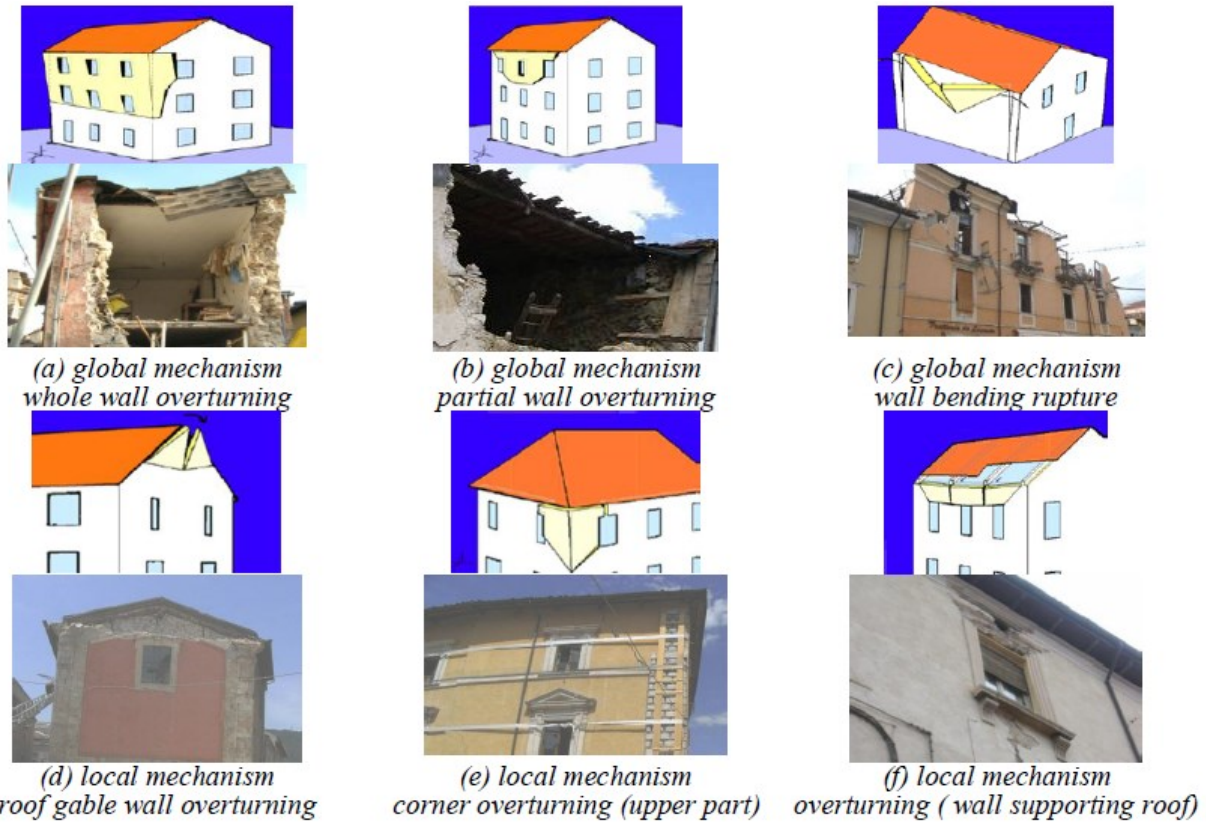 (a) global mechanism
whole wall overturning
(b) global mechanism
partial wall overturning
(c) global mechanism
wall bending rupture
(d) local mechanism
roof gable wall overturning
(e) local mechanism
corner overturning (upper part)
(f) local mechanism
overturning ( wall supporting roof)